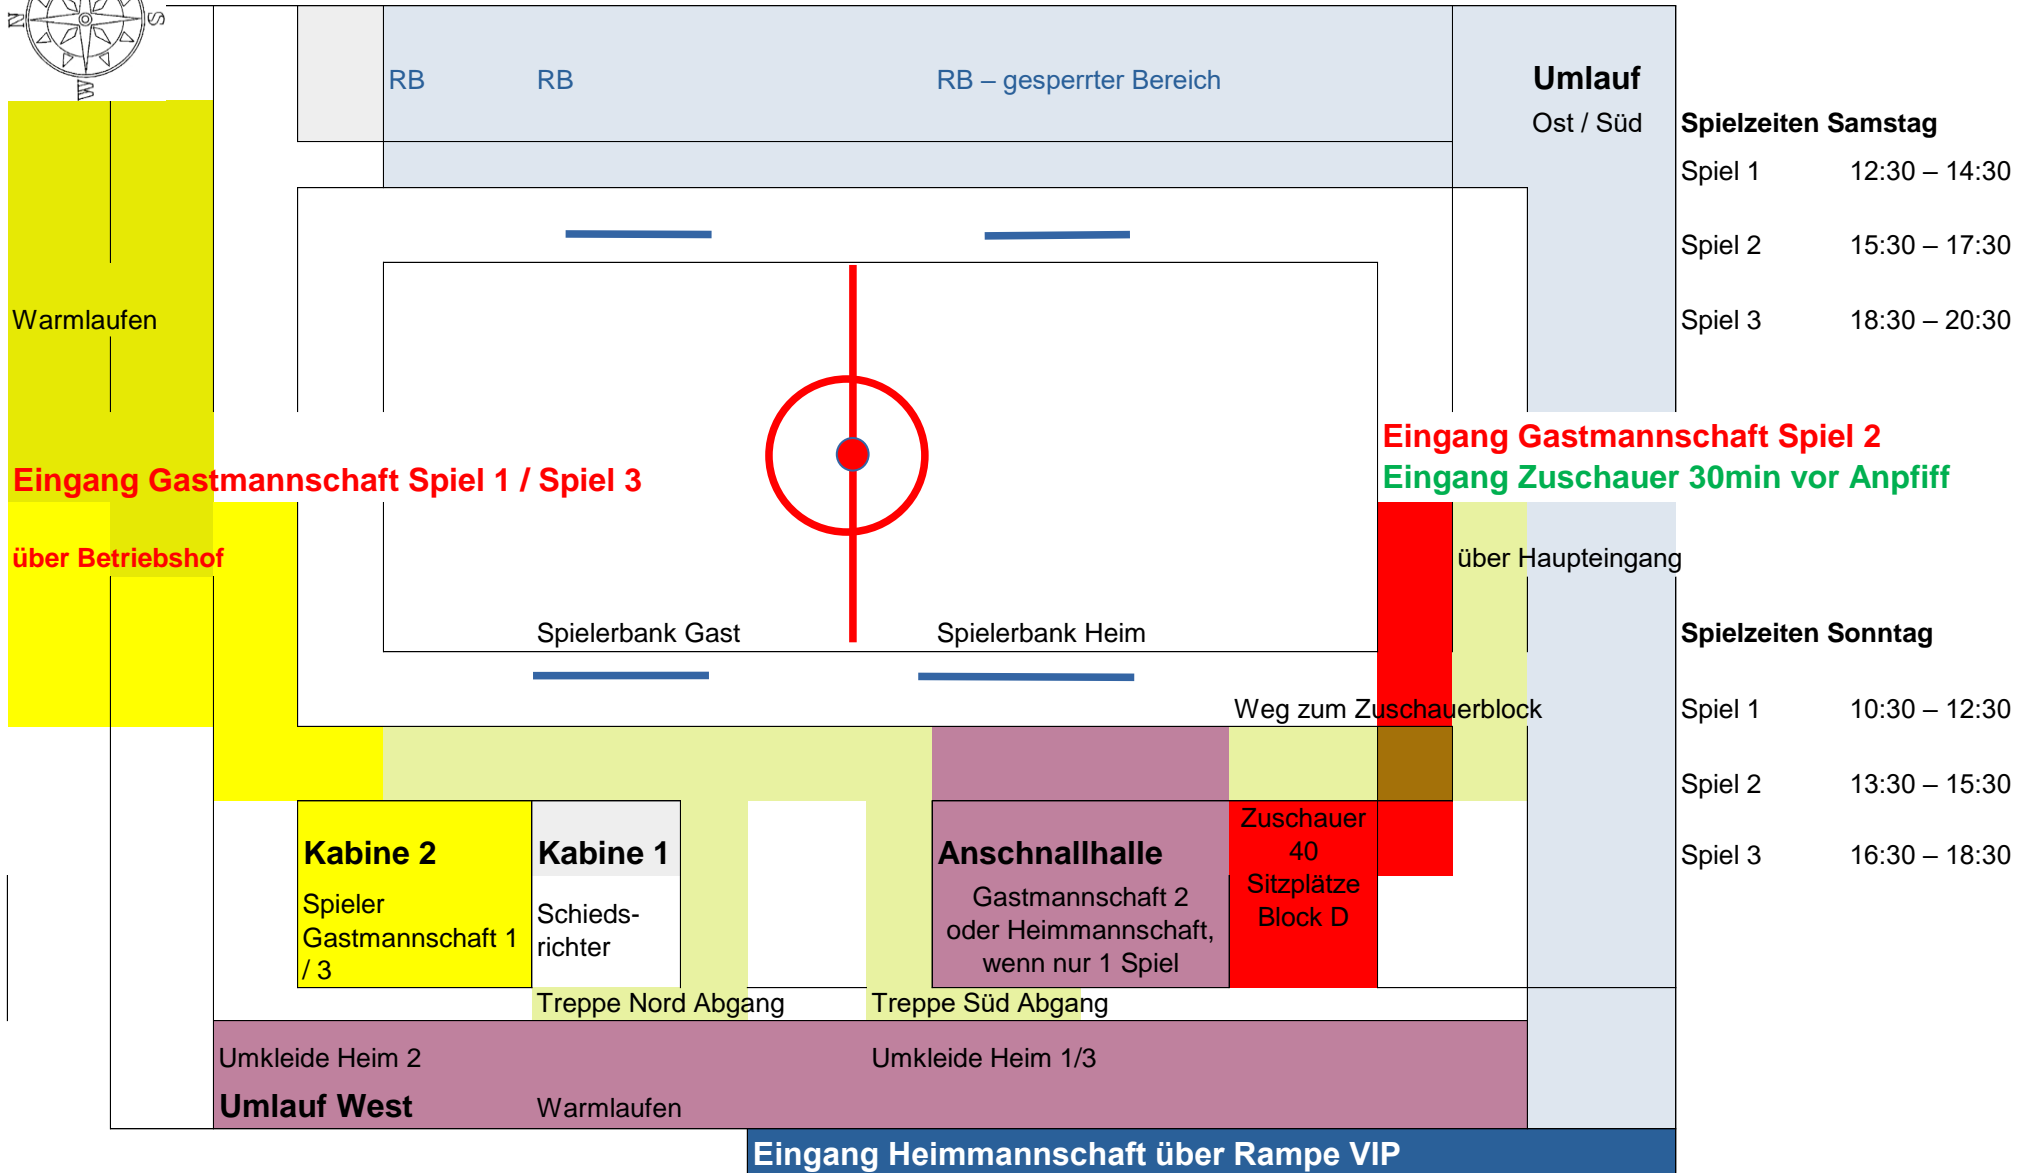 N
S
W
RB
RB
RB – gesperrter Bereich
Umlauf
Ost / Süd
Spielzeiten Samstag
Spiel 1 12:30 – 14:30
Spiel 2 15:30 – 17:30
Warmlaufen
Spiel 3 18:30 – 20:30
Eingang Gastmannschaft Spiel 2
Eingang Gastmannschaft Spiel 1 / Spiel 3
Eingang Zuschauer 30min vor Anpfiff
über Betriebshof
über Haupteingang
Spielerbank Gast
Spielerbank Heim
Spielzeiten Sonntag
Weg zum Zuschauerblock
Spiel 1 10:30 – 12:30
Spiel 2 13:30 – 15:30
Kabine 2
Spieler
Gastmannschaft 1
/ 3
Kabine 1
Schieds-
richter
Anschnallhalle
Gastmannschaft 2
oder Heimmannschaft,
wenn nur 1 Spiel
Zuschauer
40
Sitzplätze
Block D
Spiel 3 16:30 – 18:30
Treppe Nord Abgang
Treppe Süd Abgang
Umkleide Heim 2
Umkleide Heim 1/3
Umlauf West
Warmlaufen
Eingang Heimmannschaft über Rampe VIP